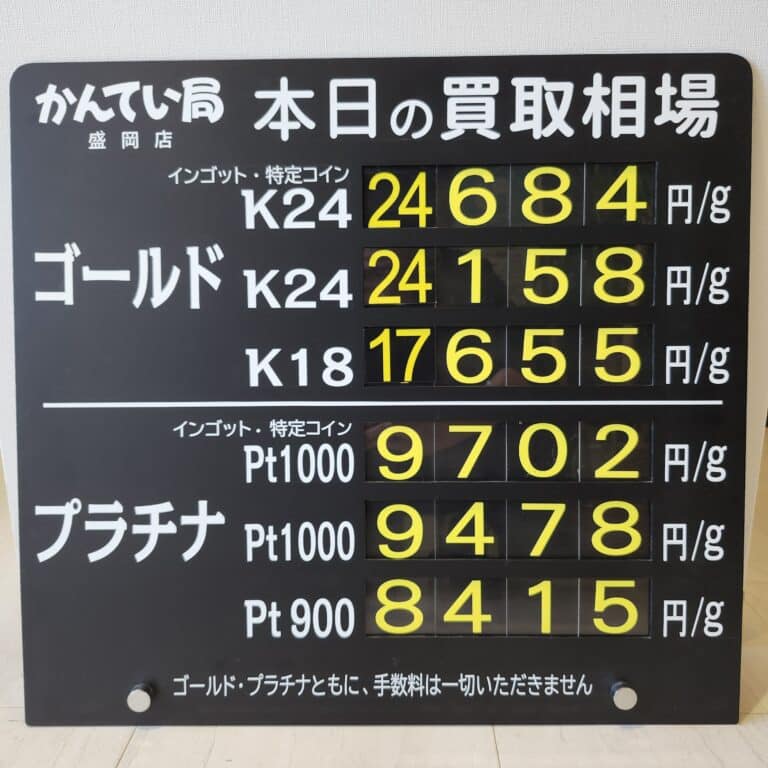 かんてい局 本日の買取相場
盛岡店
インゴット・特定コイン
K24 24684 円/g
ゴールド K24 24158 円/g
K18 17655 円/g
インゴット・特定コイン
Pt1000 9702 円/g
プラチナ Pt1000 9478 円/g
Pt900 8415 円/g
ゴールド・プラチナともに、手数料は一切いただきません